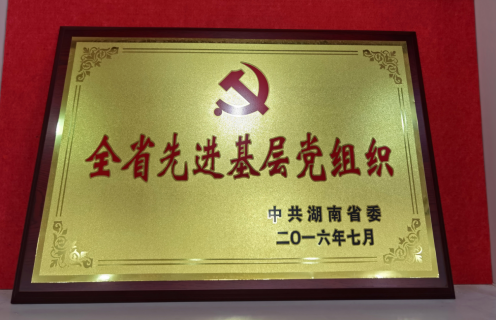 全省先进基层党组织
中共湖南省委
二〇一六年七月